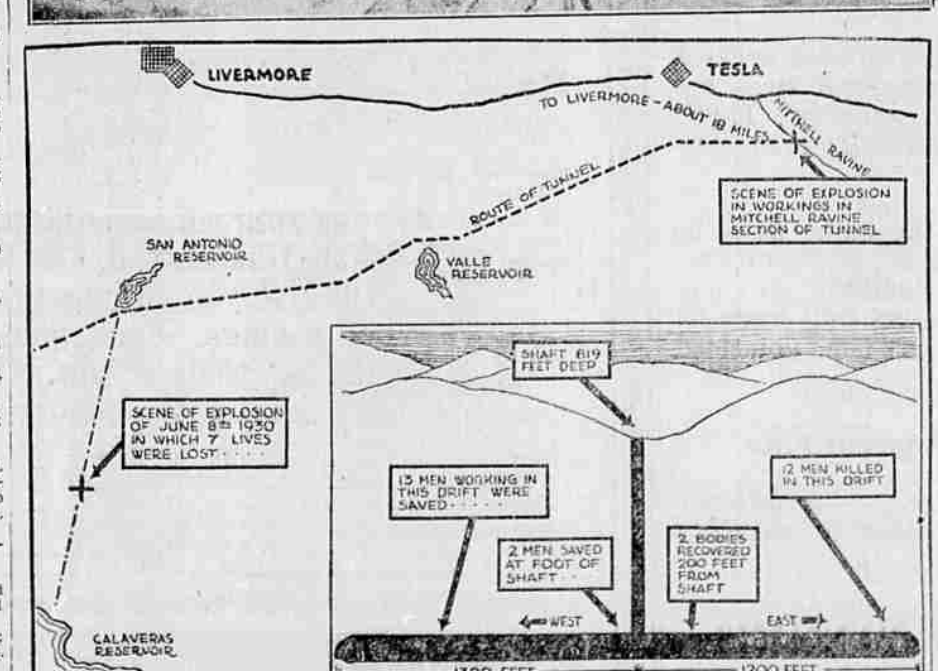 LIVERMORE
TESLA
TO LIVERMORE - ABOUT 18 MILES
MITCHELL RAVINE
ROUTE OF TUNNEL
SCENE OF EXPLOSION
IN WORKINGS IN
MITCHELL RAVINE
SECTION OF TUNNEL
SAN ANTONIO
RESERVOIR
VALLE
RESERVOIR
SCENE OF EXPLOSION
OF JUNE 8TH 1930
IN WHICH 7 LIVES
WERE LOST . . . .
CALAVERAS
RESERVOIR
SHAFT 819
FEET DEEP
13 MEN WORKING IN
THIS DRIFT WERE
SAVED . . . . .
12 MEN KILLED
IN THIS DRIFT
2 MEN SAVED
AT FOOT OF
SHAFT . .
2 BODIES
RECOVERED
200 FEET
FROM
SHAFT
WEST
EAST
FEET
1200 FEET